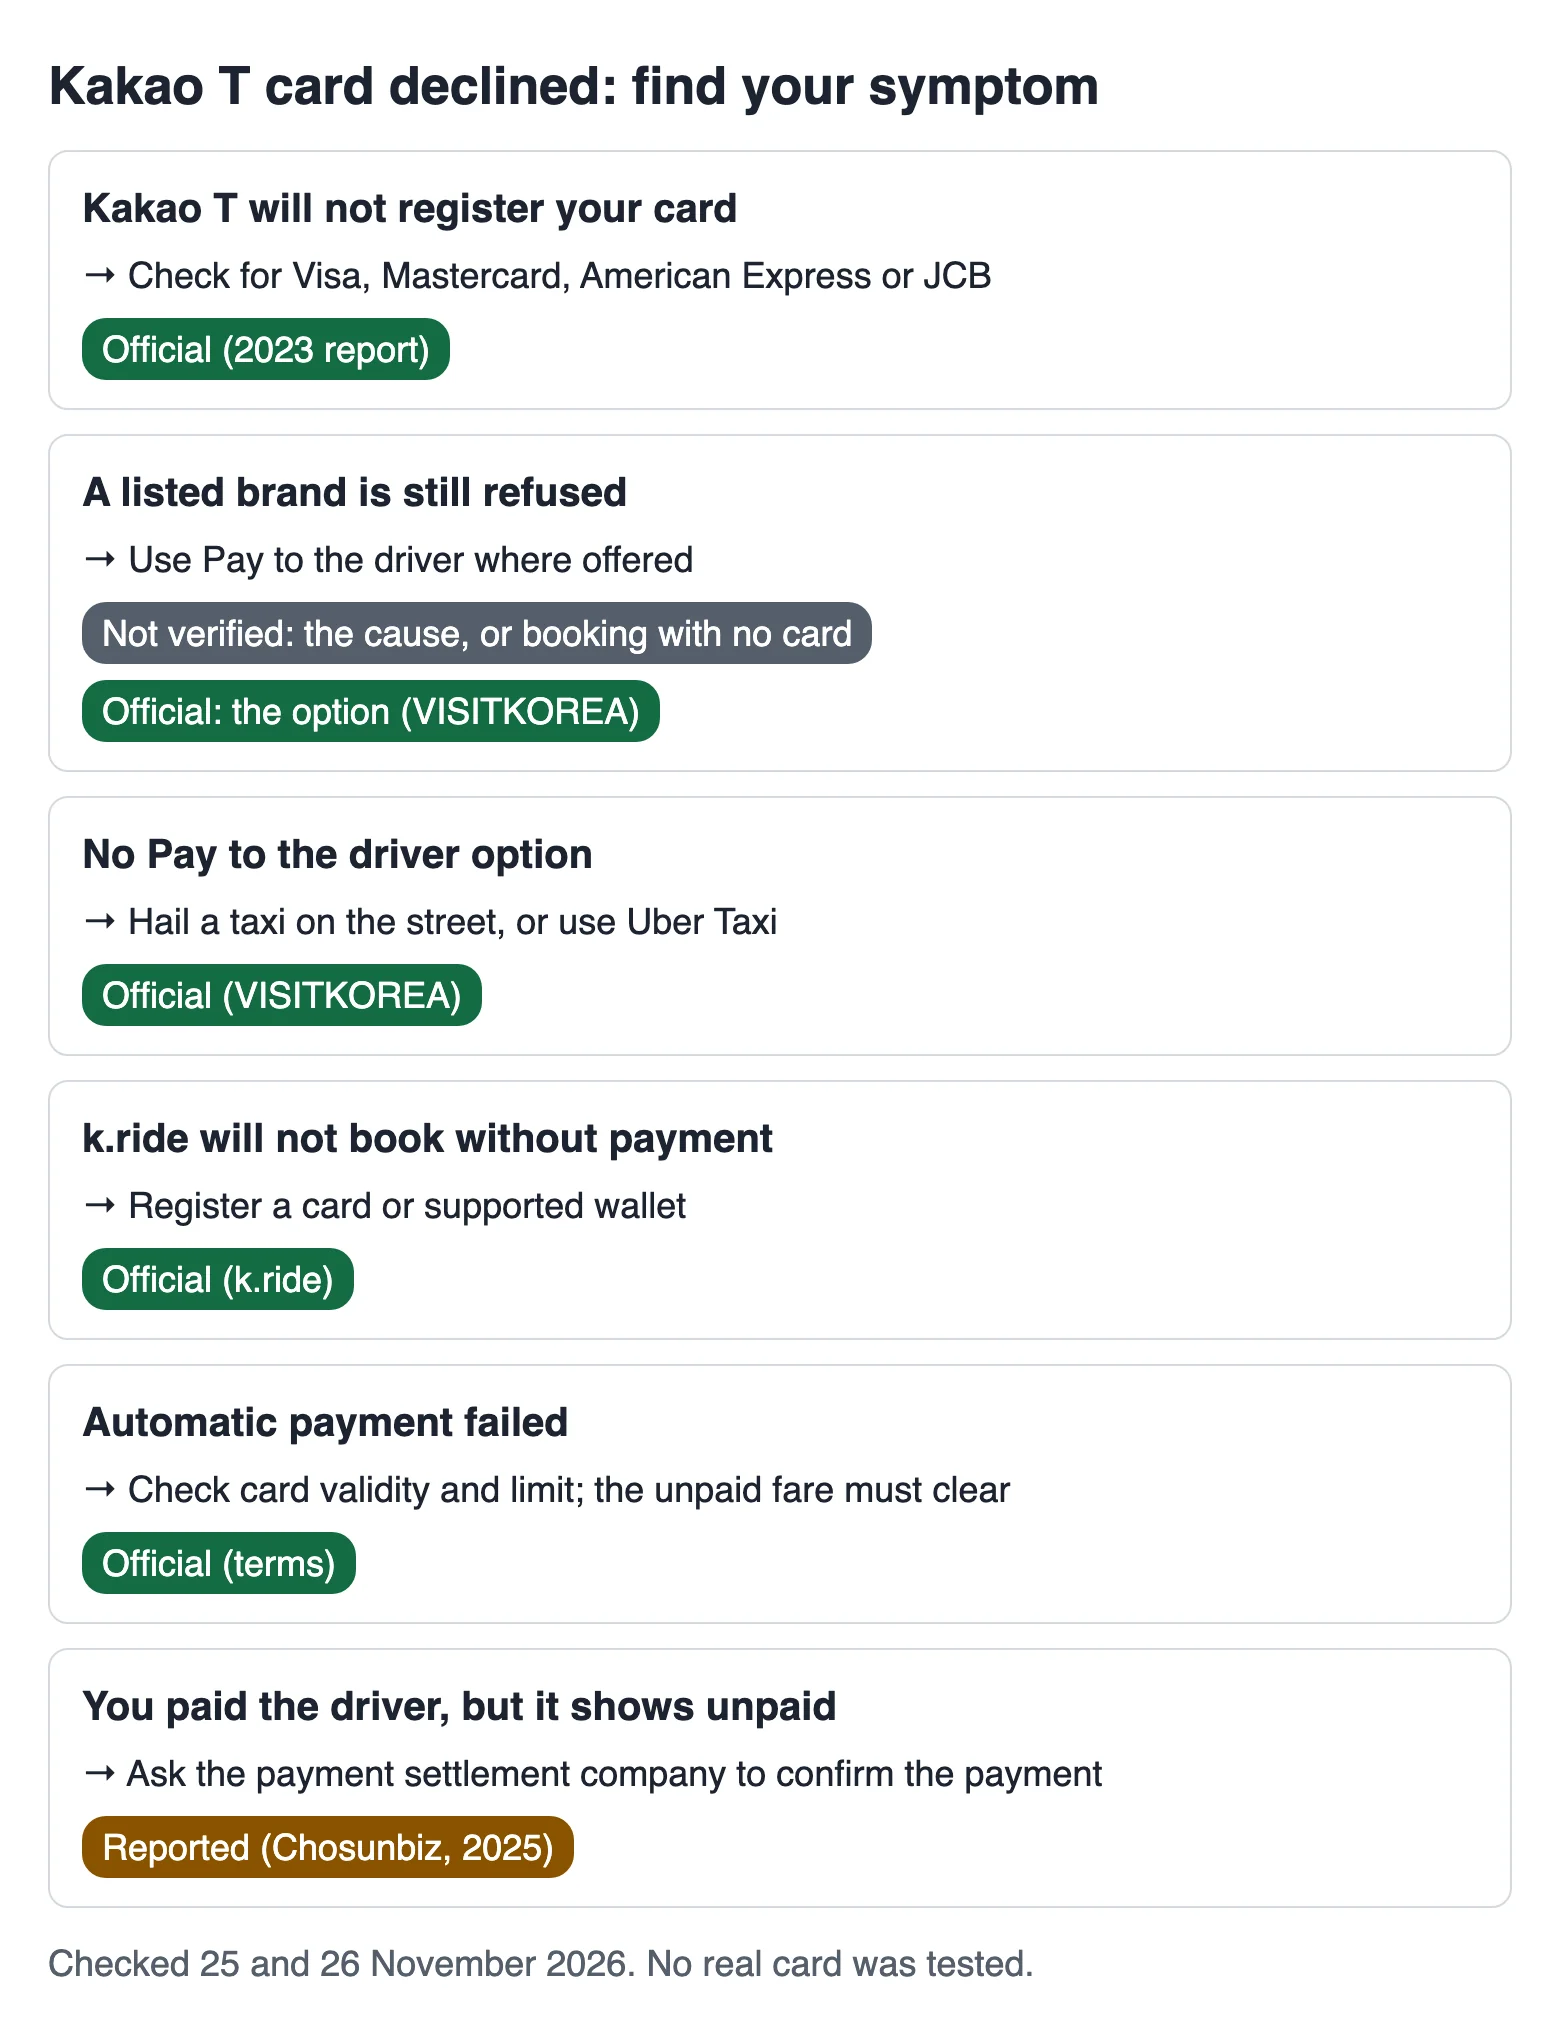 Kakao T card declined: find your symptom
Kakao T will not register your card
→ Check for Visa, Mastercard, American Express or JCB
Official (2023 report)
A listed brand is still refused
→ Use Pay to the driver where offered
Not verified: the cause, or booking with no card
Official: the option (VISITKOREA)
No Pay to the driver option
→ Hail a taxi on the street, or use Uber Taxi
Official (VISITKOREA)
k.ride will not book without payment
→ Register a card or supported wallet
Official (k.ride)
Automatic payment failed
→ Check card validity and limit; the unpaid fare must clear
Official (terms)
You paid the driver, but it shows unpaid
→ Ask the payment settlement company to confirm the payment
Reported (Chosunbiz, 2025)
Checked 25 and 26 November 2026. No real card was tested.